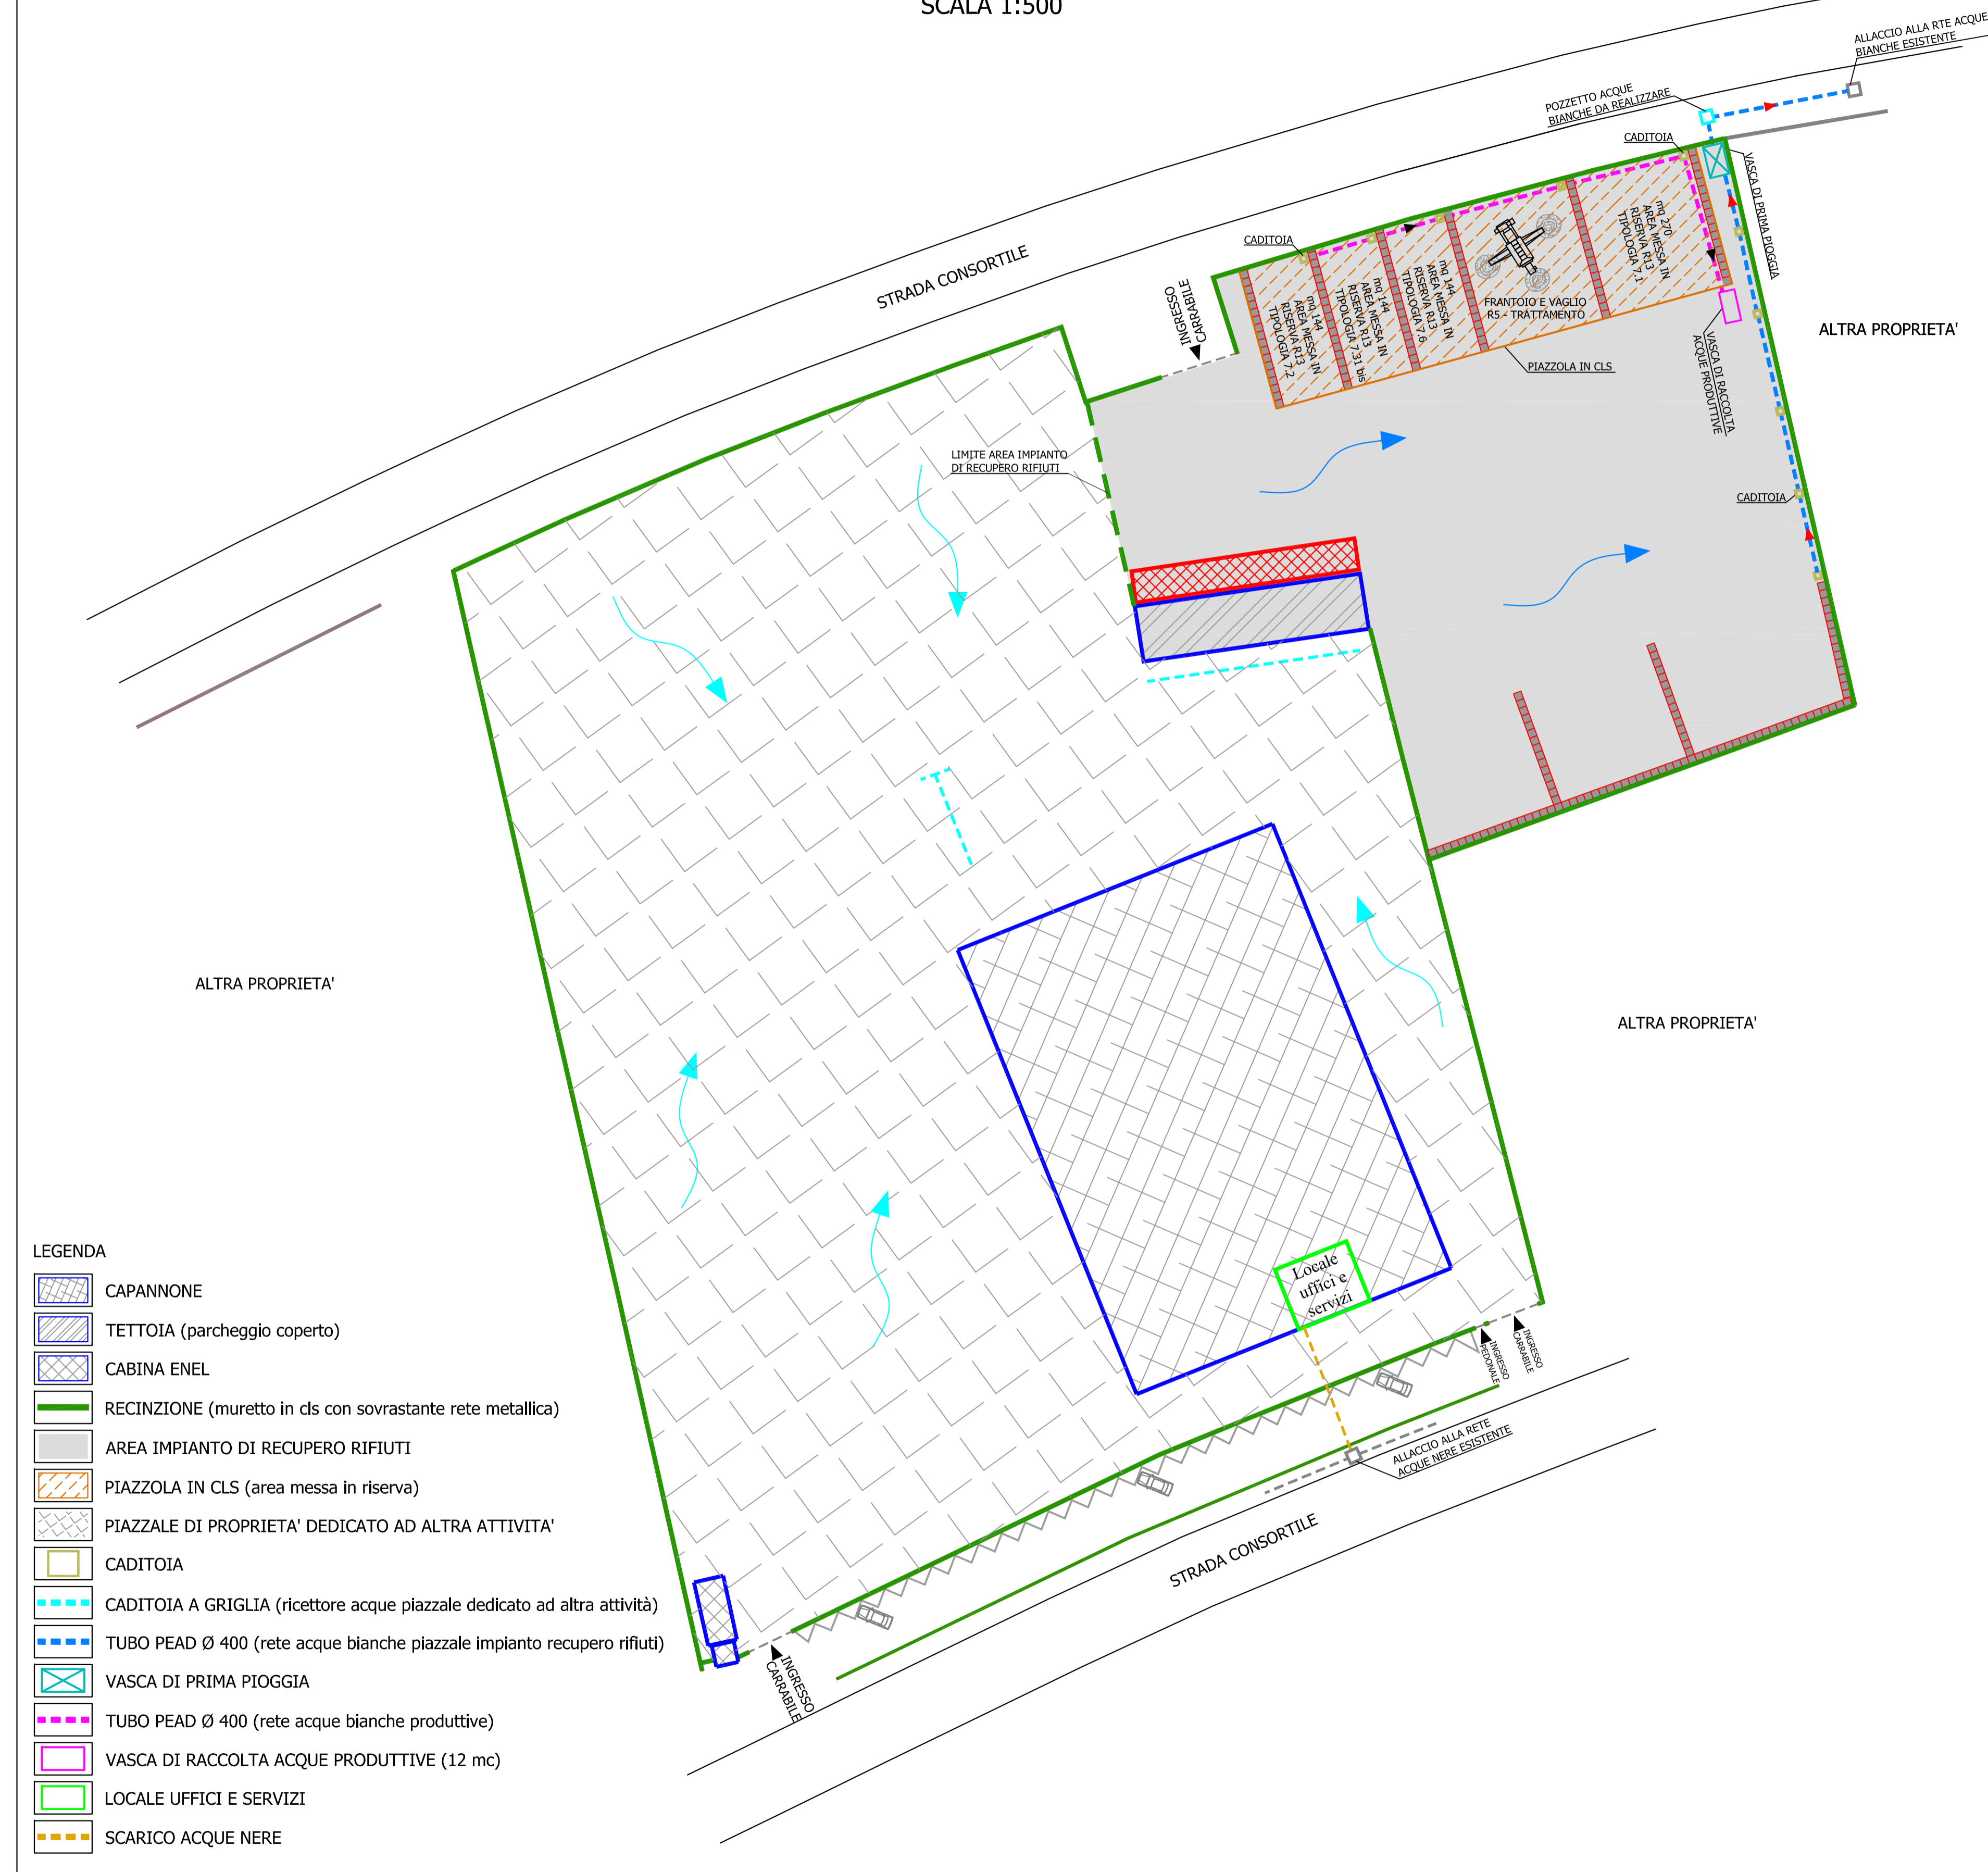 SCALA 1:500
ALLACCIO ALLA RTE ACQUE
BIANCHE ESISTENTE
POZZETTO ACQUE
BIANCHE DA REALIZZARE
CADITOIA
VASCA DI PRIMA PIOGGIA
STRADA CONSORTILE
CADITOIA
INGRESSO
CARRABILE
mq 144
AREA MESSA IN
RISERVA R13
TIPOLOGIA 7.2
mq 144
AREA MESSA IN
RISERVA R13
TIPOLOGIA 7.31 bis
mq 144
AREA MESSA IN
RISERVA R13
TIPOLOGIA 7.6
FRANTOIO E VAGLIO
R5 - TRATTAMENTO
mq 270
AREA MESSA IN
RISERVA R13
TIPOLOGIA 7.1
PIAZZOLA IN CLS
VASCA DI RACCOLTA
ACQUE PRODUTTIVE
ALTRA PROPRIETA'
LIMITE AREA IMPIANTO
DI RECUPERO RIFIUTI
CADITOIA
ALTRA PROPRIETA'
ALTRA PROPRIETA'
Locale
uffici e
servizi
INGRESSO
PEDONALE
INGRESSO
CARRABILE
ALLACCIO ALLA RETE
ACQUE NERE ESISTENTE
STRADA CONSORTILE
INGRESSO
CARRABILE
LEGENDA
CAPANNONE
TETTOIA (parcheggio coperto)
CABINA ENEL
RECINZIONE (muretto in cls con sovrastante rete metallica)
AREA IMPIANTO DI RECUPERO RIFIUTI
PIAZZOLA IN CLS (area messa in riserva)
PIAZZALE DI PROPRIETA' DEDICATO AD ALTRA ATTIVITA'
CADITOIA
CADITOIA A GRIGLIA (ricettore acque piazzale dedicato ad altra attività)
TUBO PEAD Ø 400 (rete acque bianche piazzale impianto recupero rifiuti)
VASCA DI PRIMA PIOGGIA
TUBO PEAD Ø 400 (rete acque bianche produttive)
VASCA DI RACCOLTA ACQUE PRODUTTIVE (12 mc)
LOCALE UFFICI E SERVIZI
SCARICO ACQUE NERE